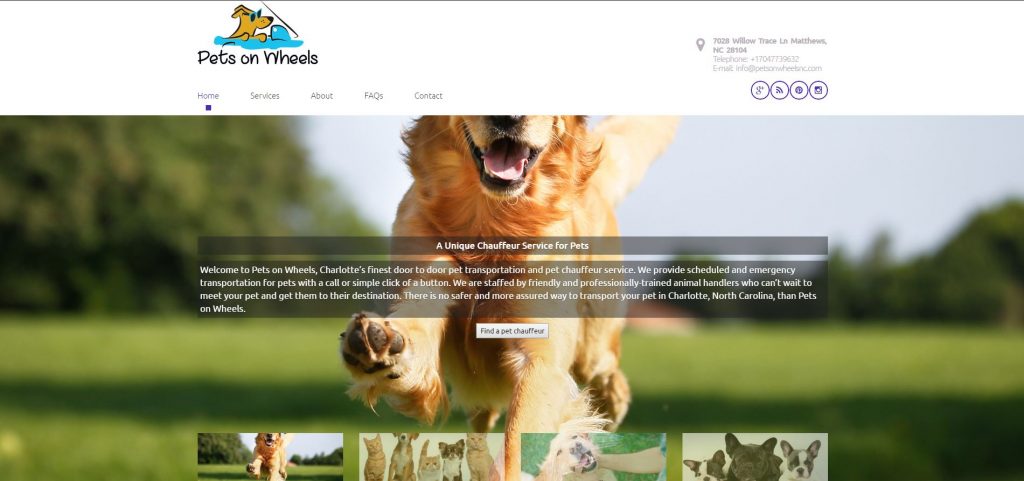 Pets on Wheels
7028 Willow Trace Ln Matthews,
NC 28104
Telephone: +17047739632
E-mail: info@petsonwheelsnc.com
Home Services About FAQs Contact
A Unique Chauffeur Service for Pets
Welcome to Pets on Wheels, Charlotte's finest door to door pet transportation and pet chauffeur service. We provide scheduled and emergency
transportation for pets with a call or simple click of a button. We are staffed by friendly and professionally-trained animal handlers who can't wait to
meet your pet and get them to their destination. There is no safer and more assured way to transport your pet in Charlotte, North Carolina, than Pets
on Wheels.
Find a pet chauffeur